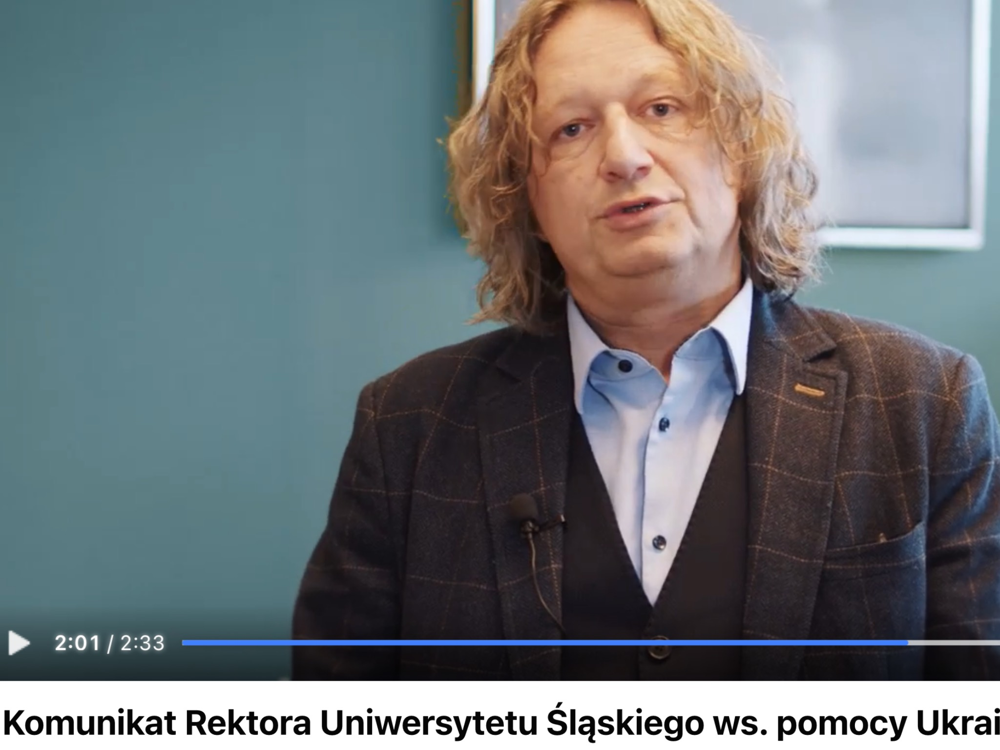 2:01 / 2:33
Komunikat Rektora Uniwersytetu Śląskiego ws. pomocy Ukrai